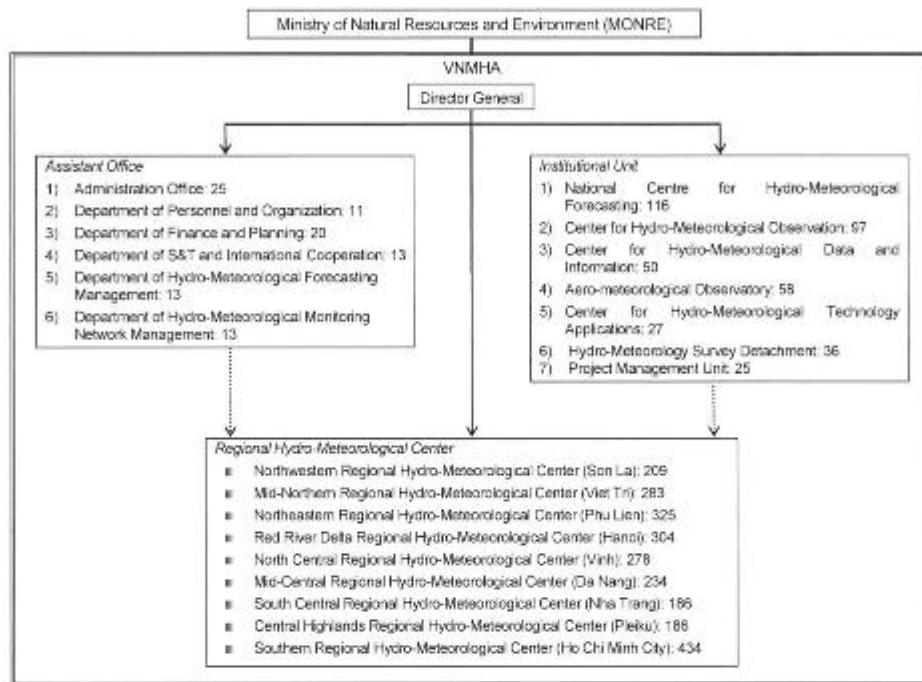 Ministry of Natural Resources and Environment (MONRE)
VNMHA
Director General
Assistant Office
1) Administration Office: 25
2) Department of Personnel and Organization: 11
3) Department of Finance and Planning: 20
4) Department of S&T and International Cooperation: 13
5) Department of Hydro-Meteorological Forecasting
Management: 13
6) Department of Hydro-Meteorological Monitoring
Network Management: 13
Institutional Unit
1) National Centre for Hydro-Meteorological
Forecasting: 116
2) Center for Hydro-Meteorological Observation: 97
3) Center for Hydro-Meteorological Data and
Information: 50
4) Aero-meteorological Observatory: 58
5) Center for Hydro-Meteorological Technology
Applications: 27
6) Hydro-Meteorology Survey Detachment: 36
7) Project Management Unit: 25
Regional Hydro-Meteorological Center
Northwestern Regional Hydro-Meteorological Center (Son La): 209
Mid-Northern Regional Hydro-Meteorological Center (Viet Tri): 283
Northeastern Regional Hydro-Meteorological Center (Phu Lien): 325
Red River Delta Regional Hydro-Meteorological Center (Hanoi): 304
North Central Regional Hydro-Meteorological Center (Vinh): 278
Mid-Central Regional Hydro-Meteorological Center (Da Nang): 234
South Central Regional Hydro-Meteorological Center (Nha Trang): 186
Central Highlands Regional Hydro-Meteorological Center (Pleiku): 186
Southern Regional Hydro-Meteorological Center (Ho Chi Minh City): 434